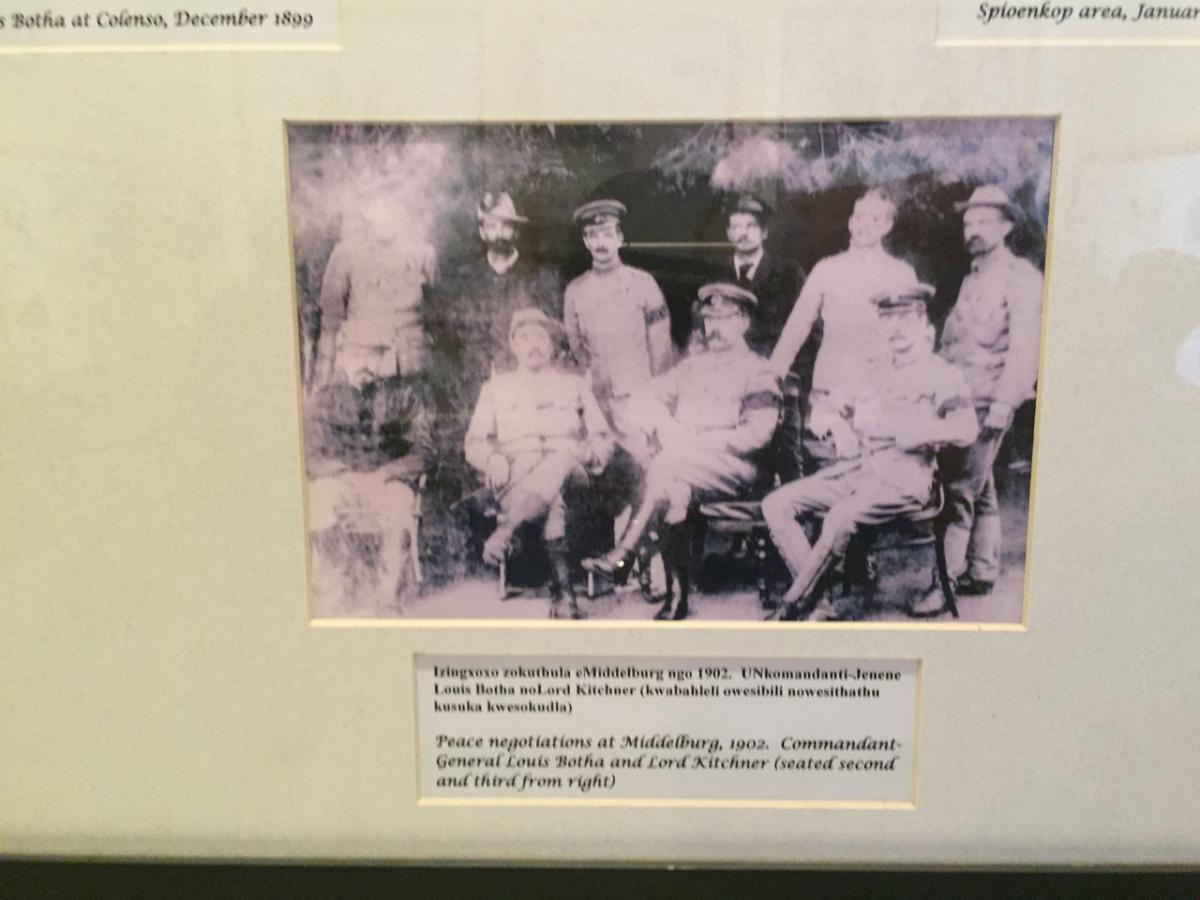 s Botha at Colenso, December 1899
Spioenkop area, Januar
Izingxoxo zokuthula eMiddelburg ngo 1902. UNkomandanti-Jenene
Louis Botha noLord Kitchner (kwabahleli owesibili nowesithathu
kusuka kwesokudla)
Peace negotiations at Middelburg, 1902. Commandant-
General Louis Botha and Lord Kitchner (seated second
and third from right)